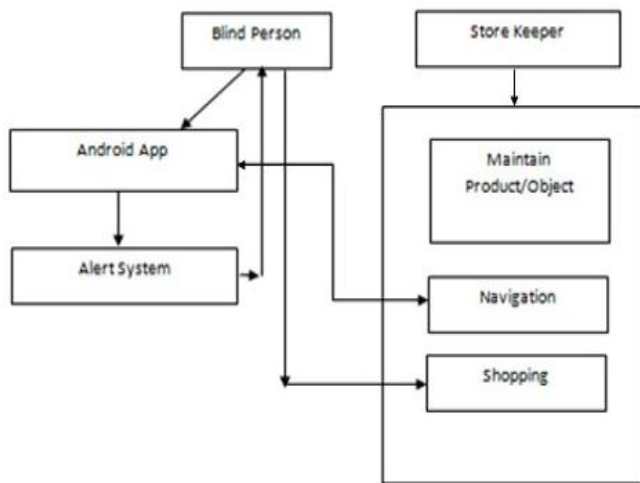 Blind Person
Store Keeper
Android App
Maintain
Product/Object
Alert System
Navigation
Shopping